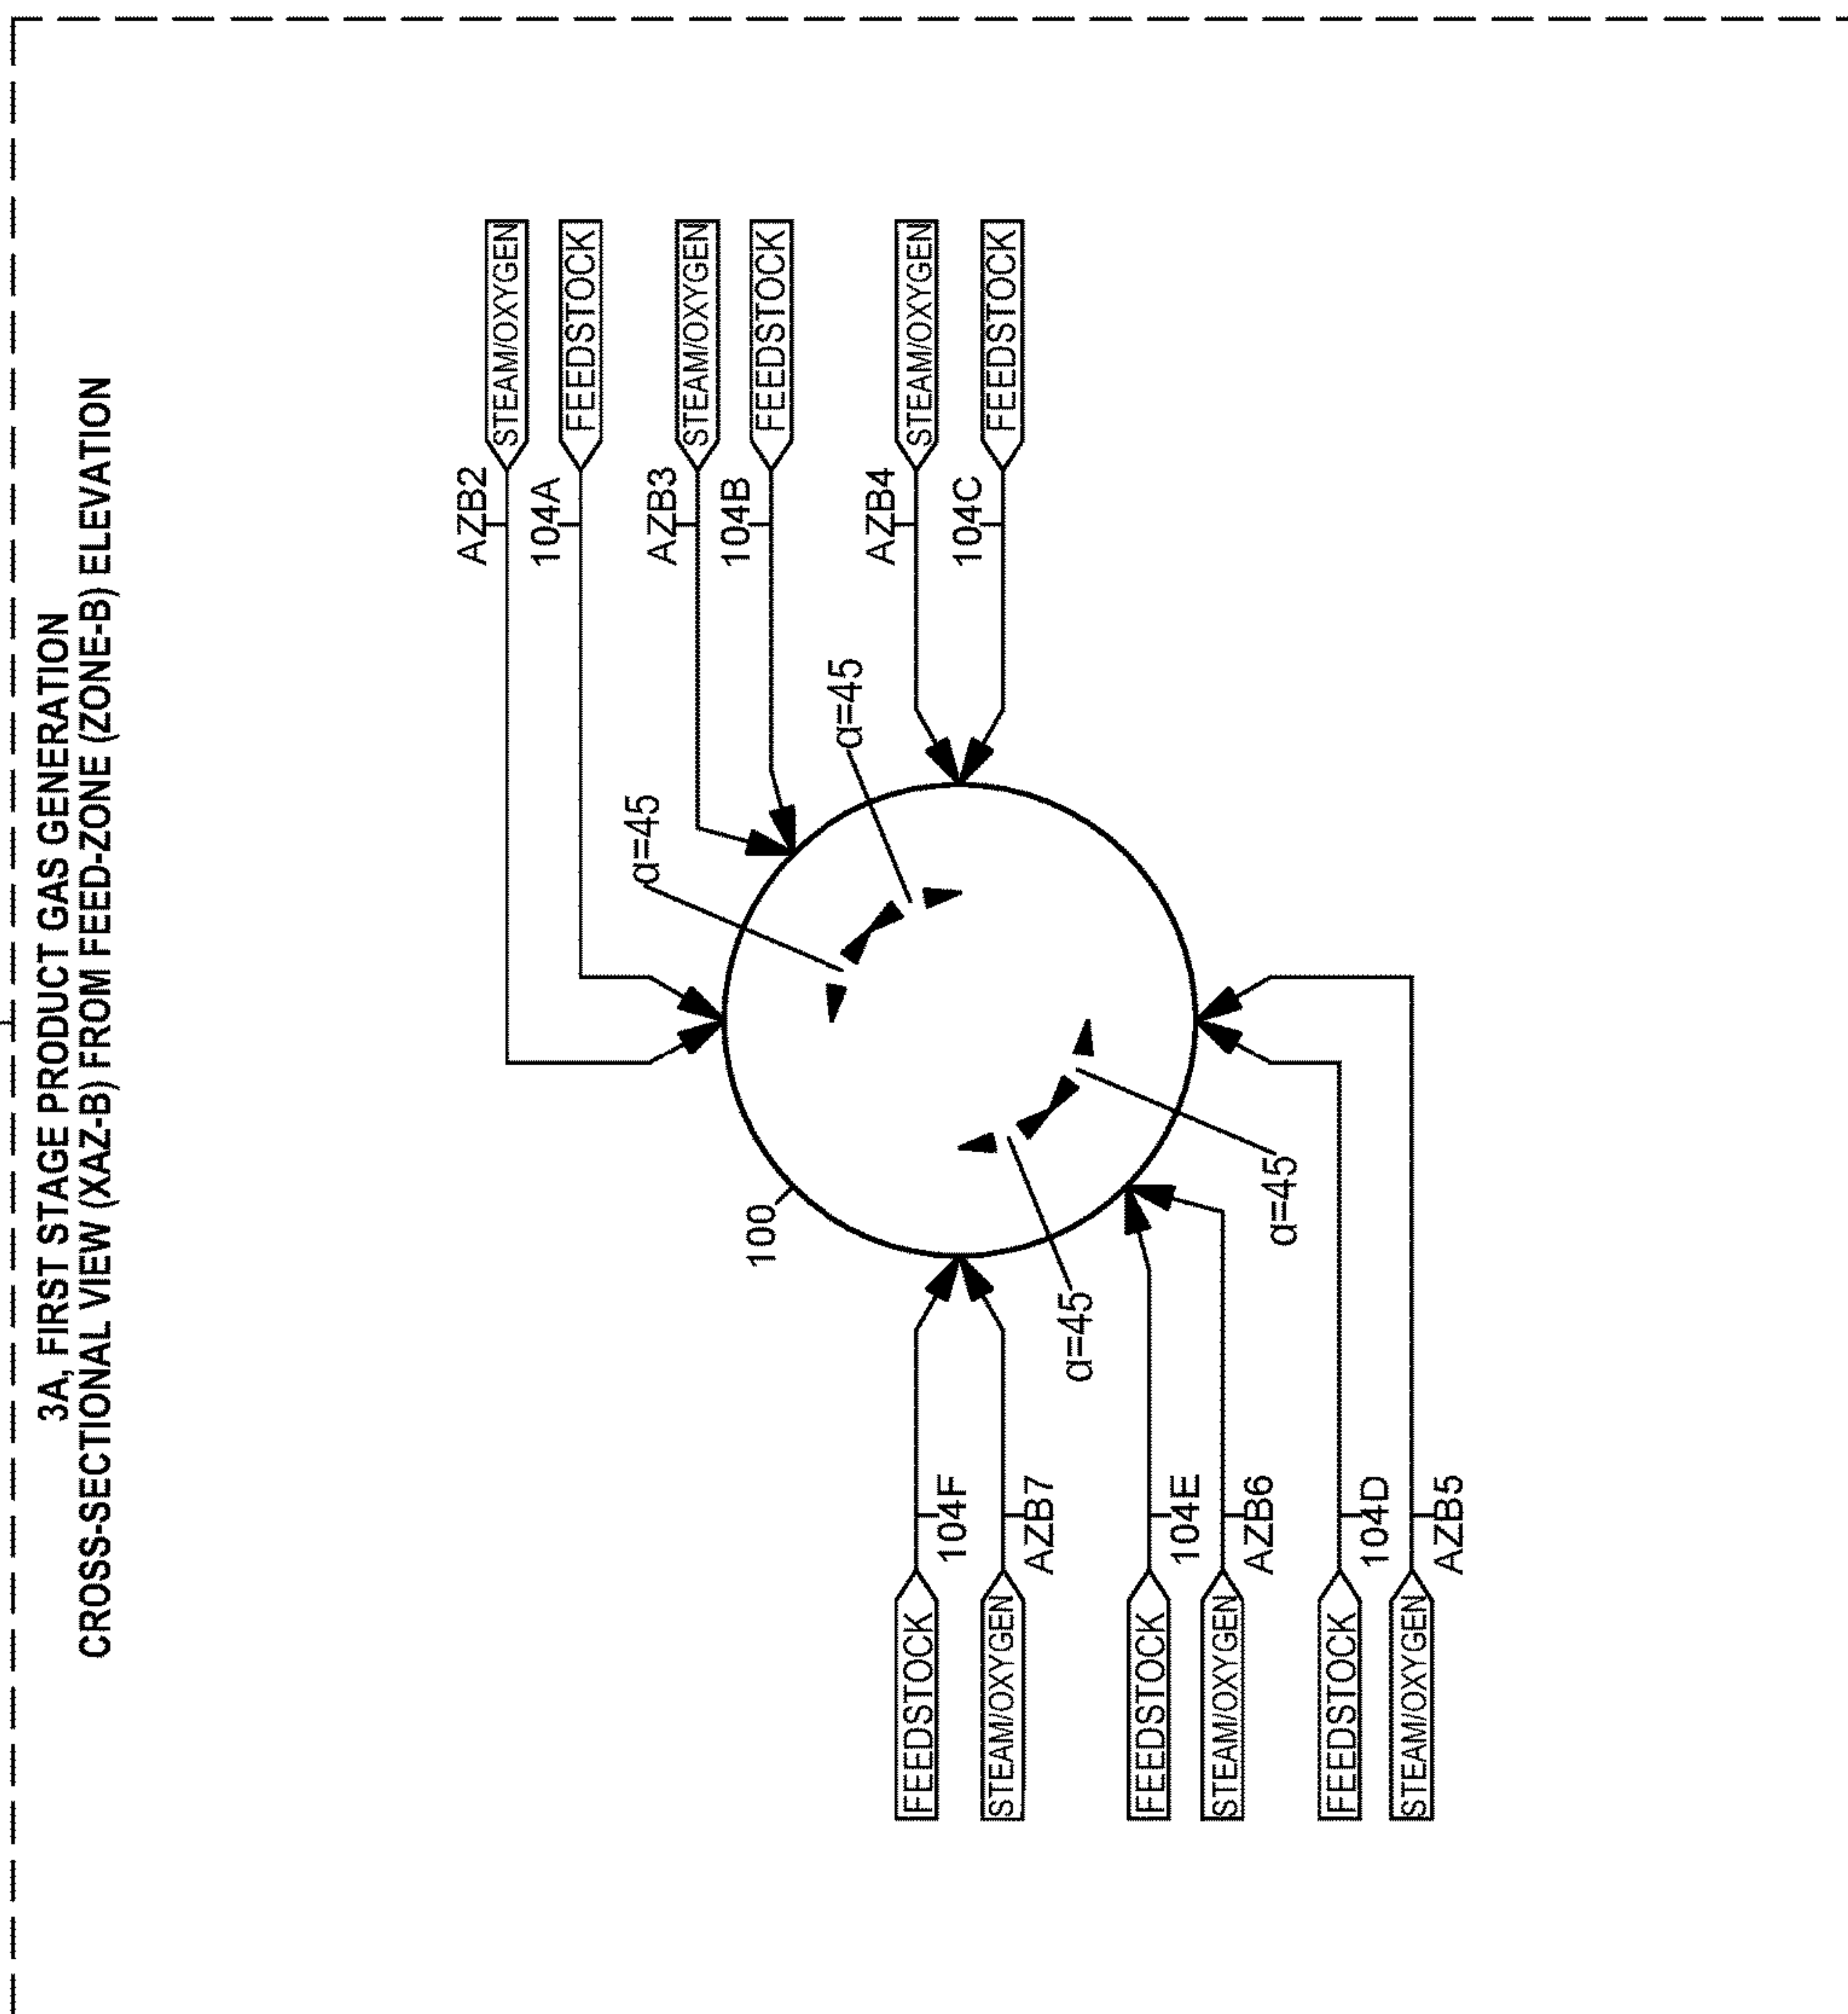 3A, FIRST STAGE PRODUCT GAS GENERATION
CROSS-SECTIONAL VIEW (XAZ-B) FROM FEED-ZONE (ZONE-B) ELEVATION
STEAM/OXYGEN
AZB2
FEEDSTOCK
104A
STEAM/OXYGEN
AZB3
FEEDSTOCK
104B
STEAM/OXYGEN
AZB4
FEEDSTOCK
104C
α=45
α=45
100
α=45
α=45
FEEDSTOCK
104F
STEAM/OXYGEN
AZB7
FEEDSTOCK
104E
STEAM/OXYGEN
AZB6
FEEDSTOCK
104D
STEAM/OXYGEN
AZB5